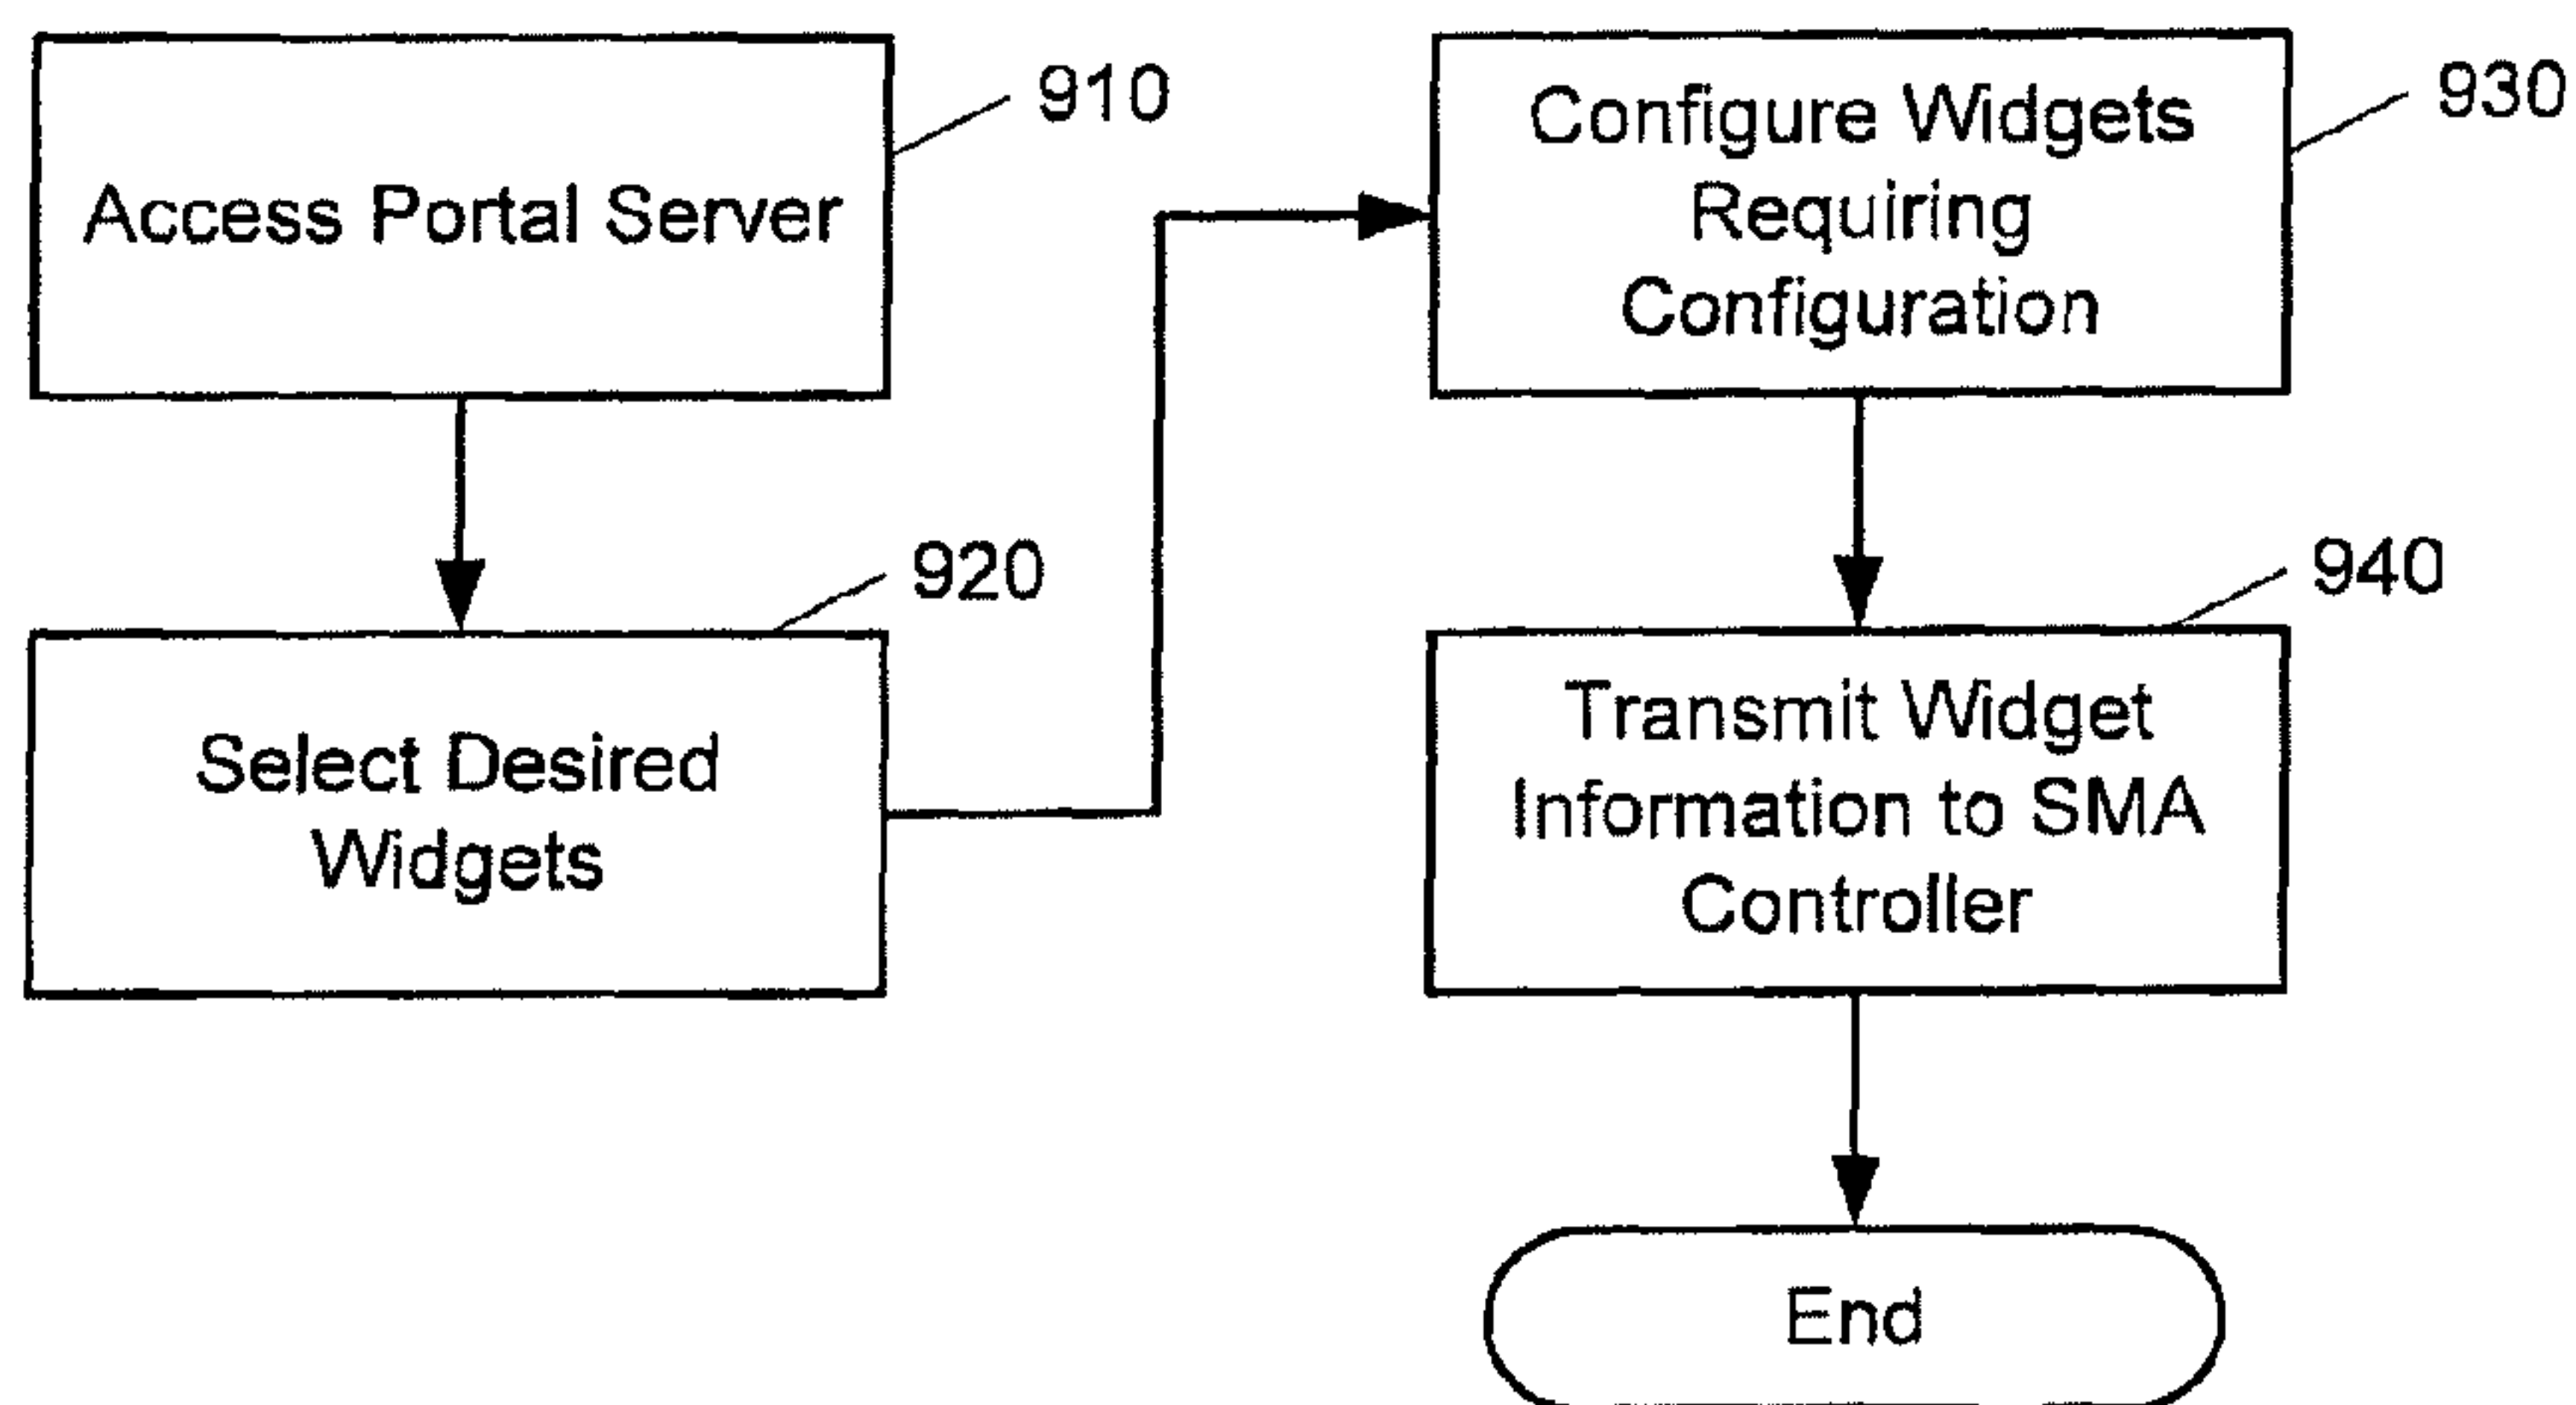 910
Access Portal Server
920
Select Desired
Widgets
930
Configure Widgets
Requiring
Configuration
940
Transmit Widget
Information to SMA
Controller
End